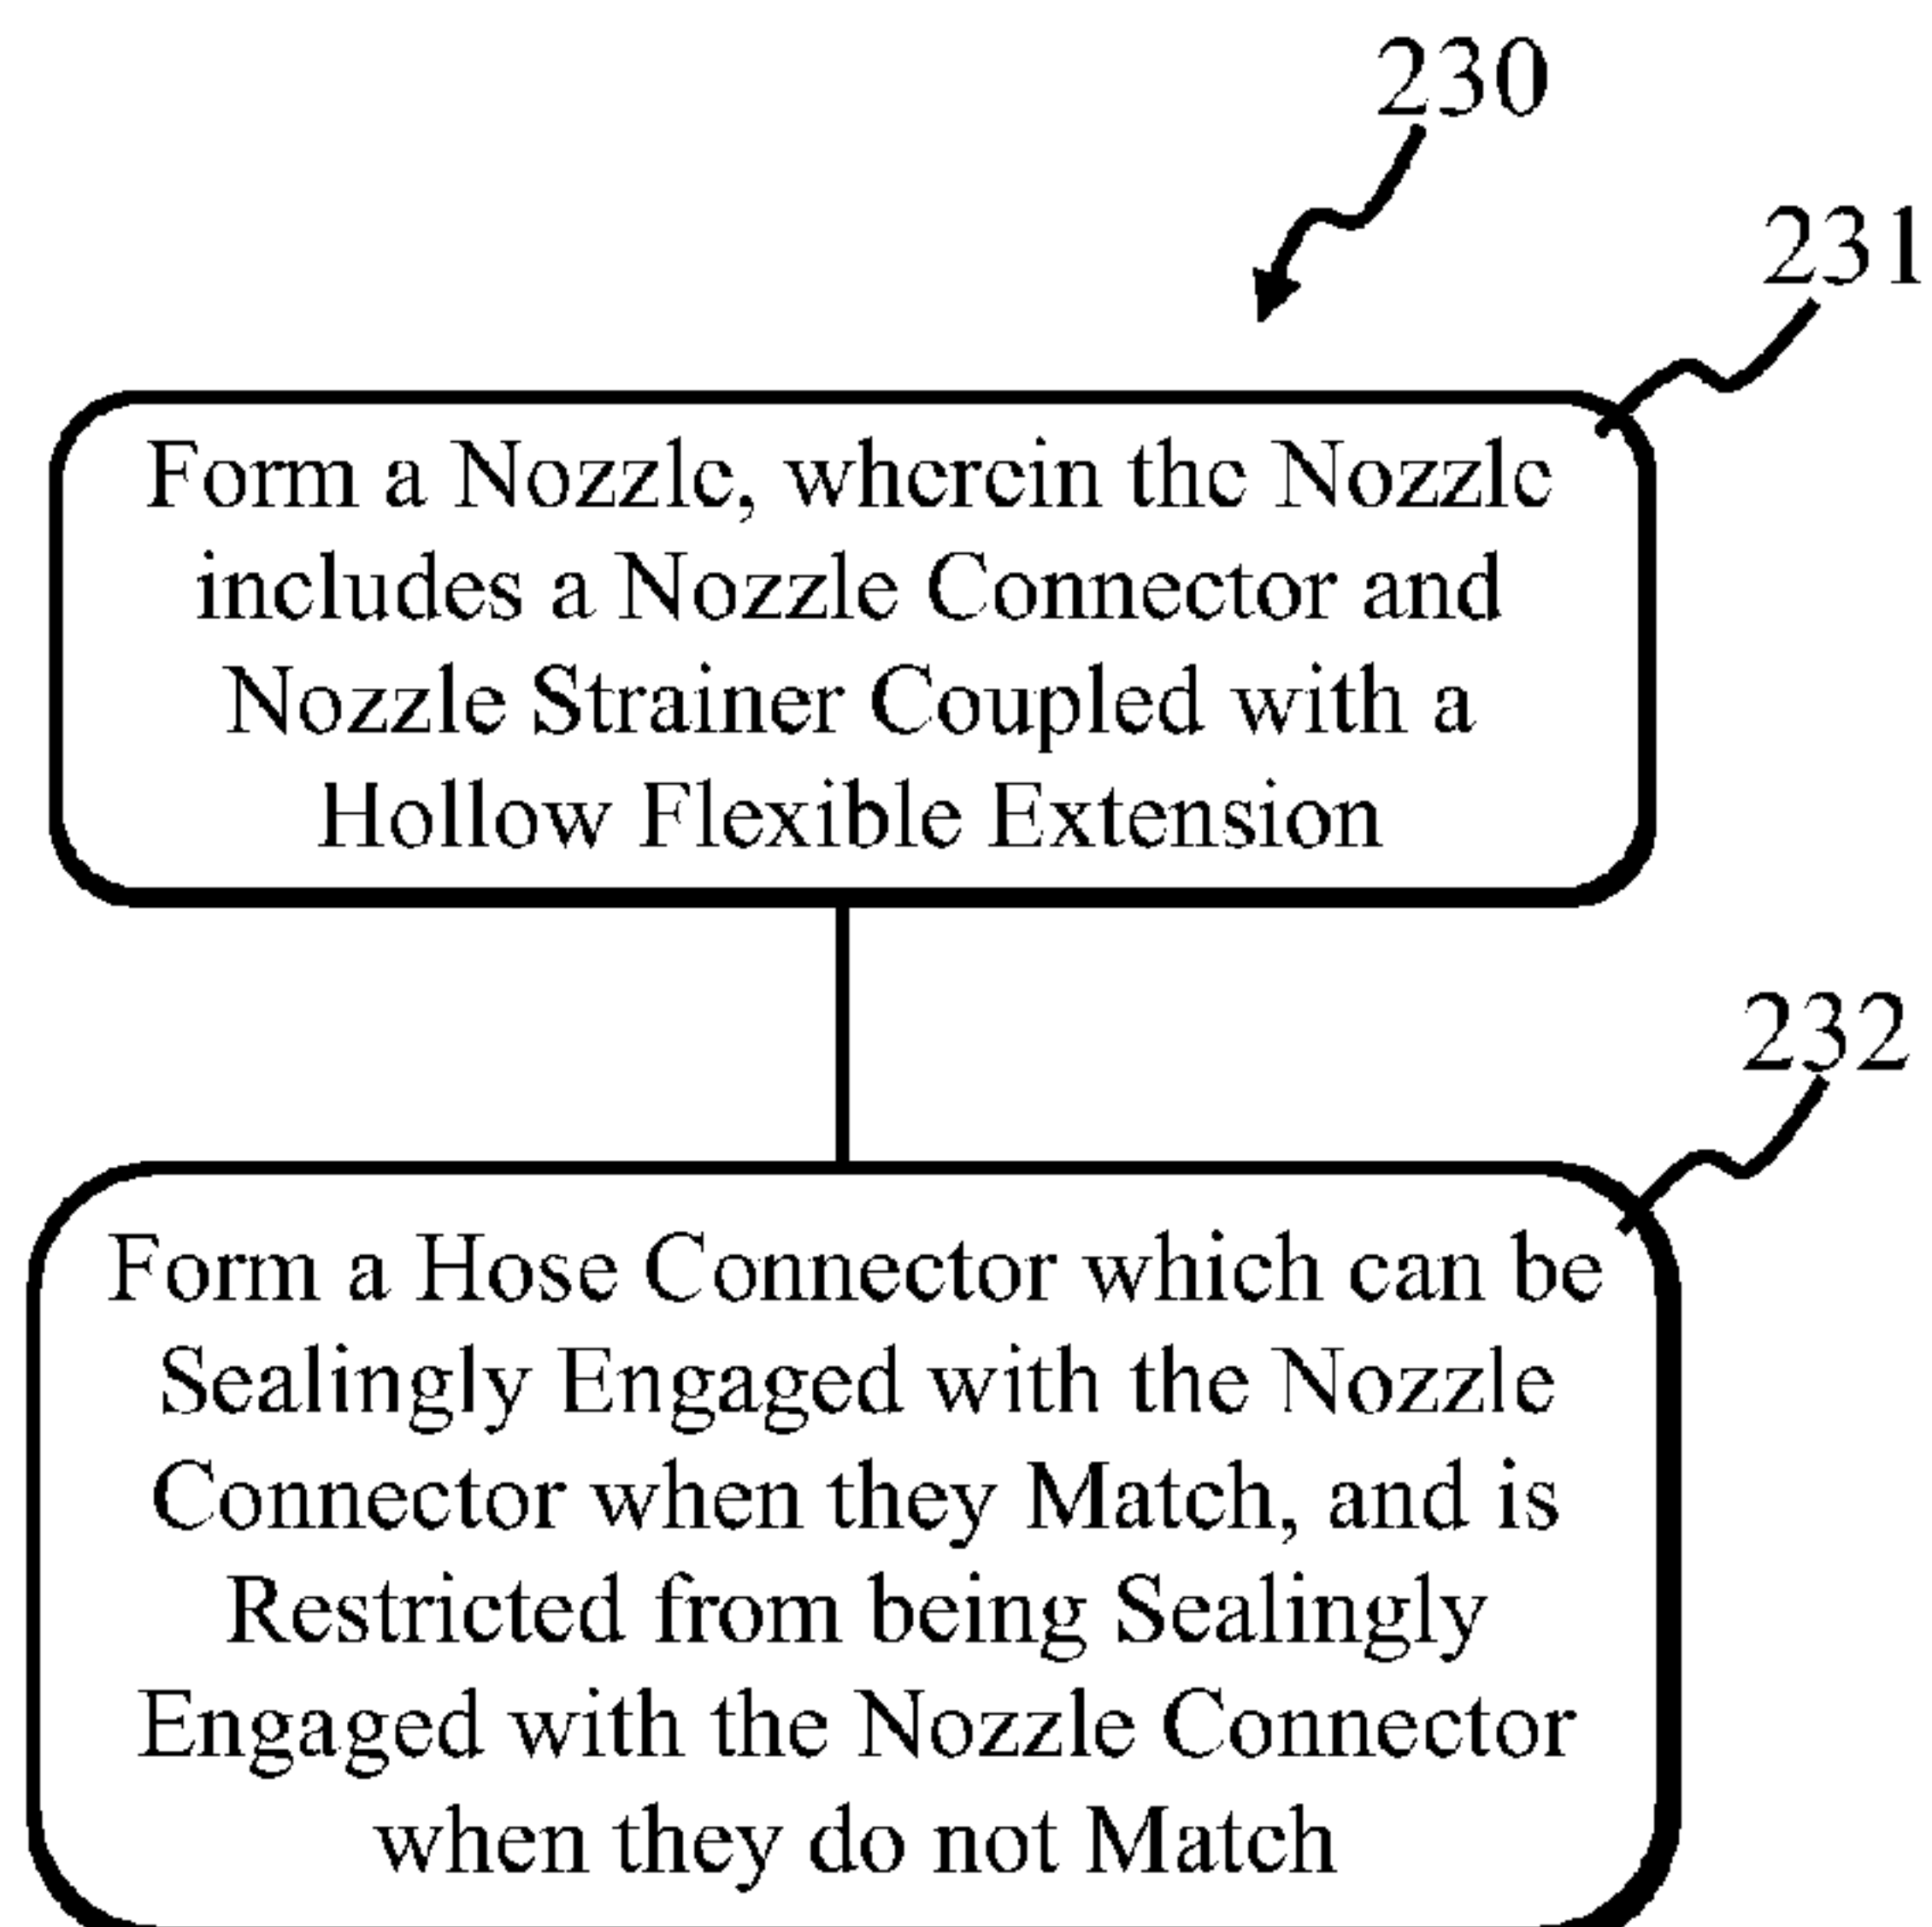 230
231
Form a Nozzle, wherein the Nozzle
includes a Nozzle Connector and
Nozzle Strainer Coupled with a
Hollow Flexible Extension
232
Form a Hose Connector which can be
Sealingly Engaged with the Nozzle
Connector when they Match, and is
Restricted from being Sealingly
Engaged with the Nozzle Connector
when they do not Match